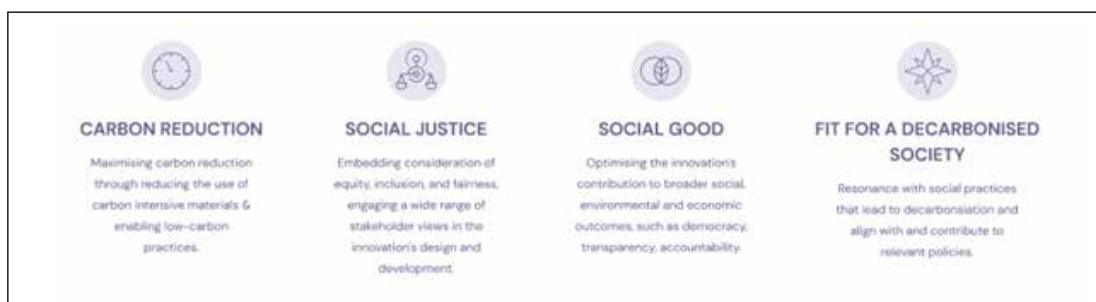 CARBON REDUCTION
Maximising carbon reduction
through reducing the use of
carbon intensive materials &
enabling low-carbon
practices.
SOCIAL JUSTICE
Embedding consideration of
equity, inclusion, and fairness,
engaging a wide range of
stakeholder views in the
innovation's design and
development.
SOCIAL GOOD
Optimising the innovation's
contribution to broader social,
environmental and economic
outcomes, such as democracy,
transparency, accountability.
FIT FOR A DECARBONISED
SOCIETY
Resonance with social practices
that lead to decarbonsiation and
align with and contribute to
relevant policies.